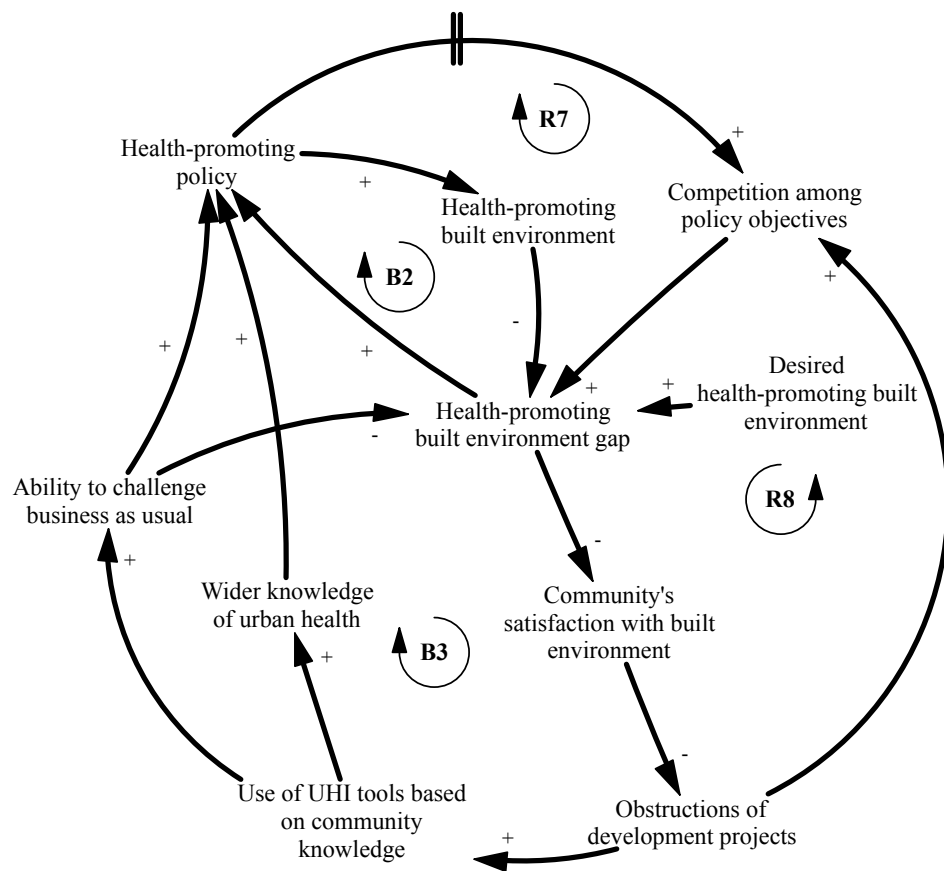 R7
+
Health-promoting
policy
+
Competition among
policy objectives
Health-promoting
built environment
B2
+
-
+
+
+
+
+
Desired
health-promoting built
environment
Health-promoting
built environment gap
-
Ability to challenge
business as usual
R8
+
-
Wider knowledge
of urban health
Community's
satisfaction with built
environment
B3
+
-
Use of UHI tools based
on community
knowledge
Obstructions of
development projects
+